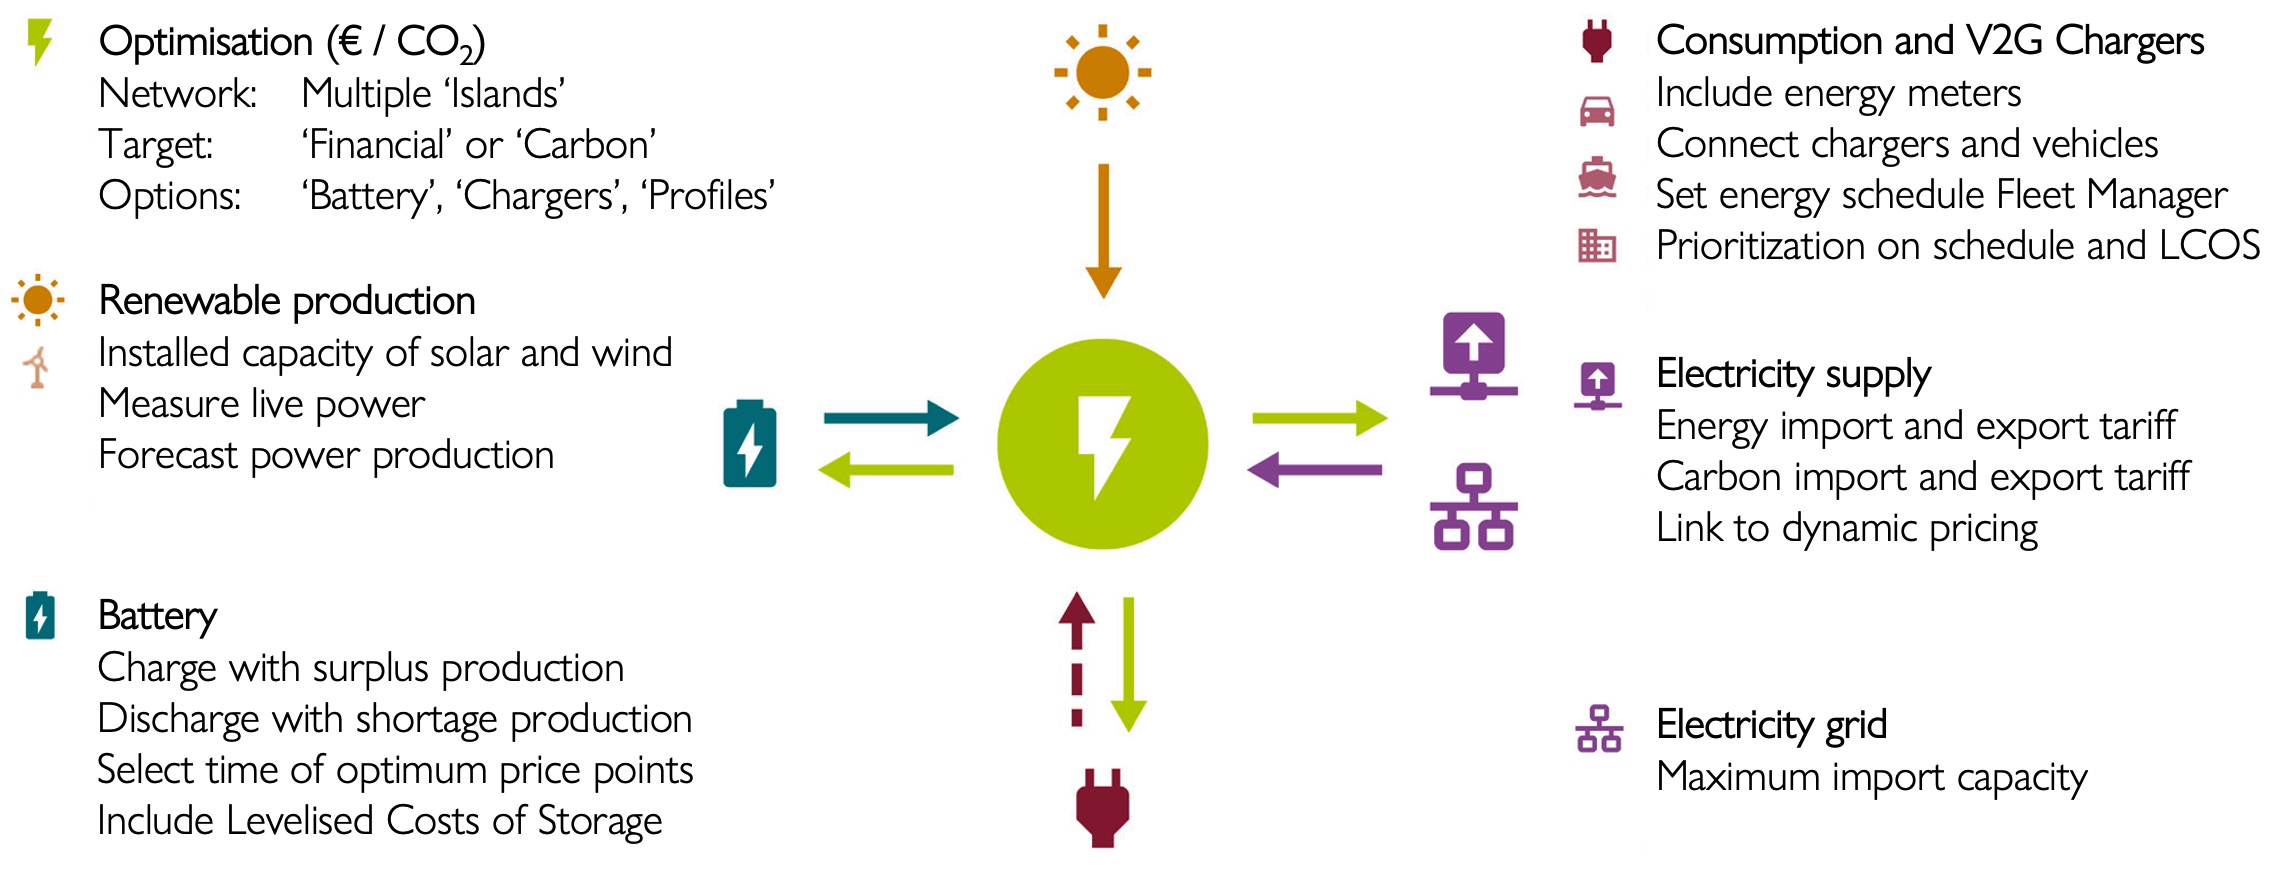 Optimisation (€ / CO₂)
Network: Multiple ‘Islands’
Target: ‘Financial’ or ‘Carbon’
Options: ‘Battery’, ‘Chargers’, ‘Profiles’
Renewable production
Installed capacity of solar and wind
Measure live power
Forecast power production
Battery
Charge with surplus production
Discharge with shortage production
Select time of optimum price points
Include Levelised Costs of Storage
Consumption and V2G Chargers
Include energy meters
Connect chargers and vehicles
Set energy schedule Fleet Manager
Prioritization on schedule and LCOS
Electricity supply
Energy import and export tariff
Carbon import and export tariff
Link to dynamic pricing
Electricity grid
Maximum import capacity